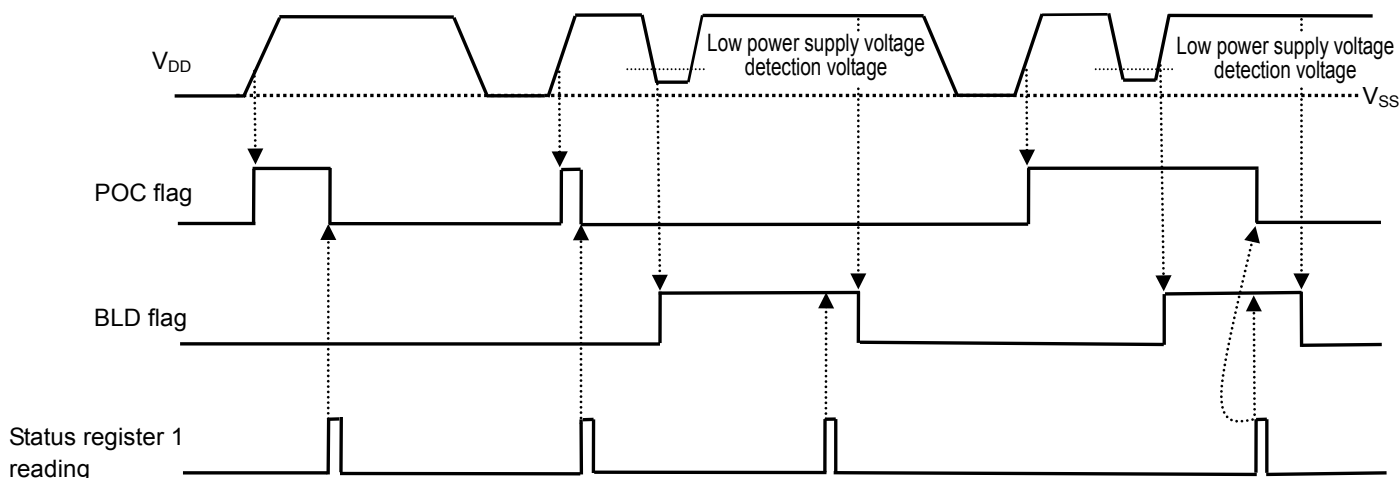 Low power supply voltage
detection voltage
Low power supply voltage
detection voltage
VDD
VSS
POC flag
BLD flag
Status register 1
reading